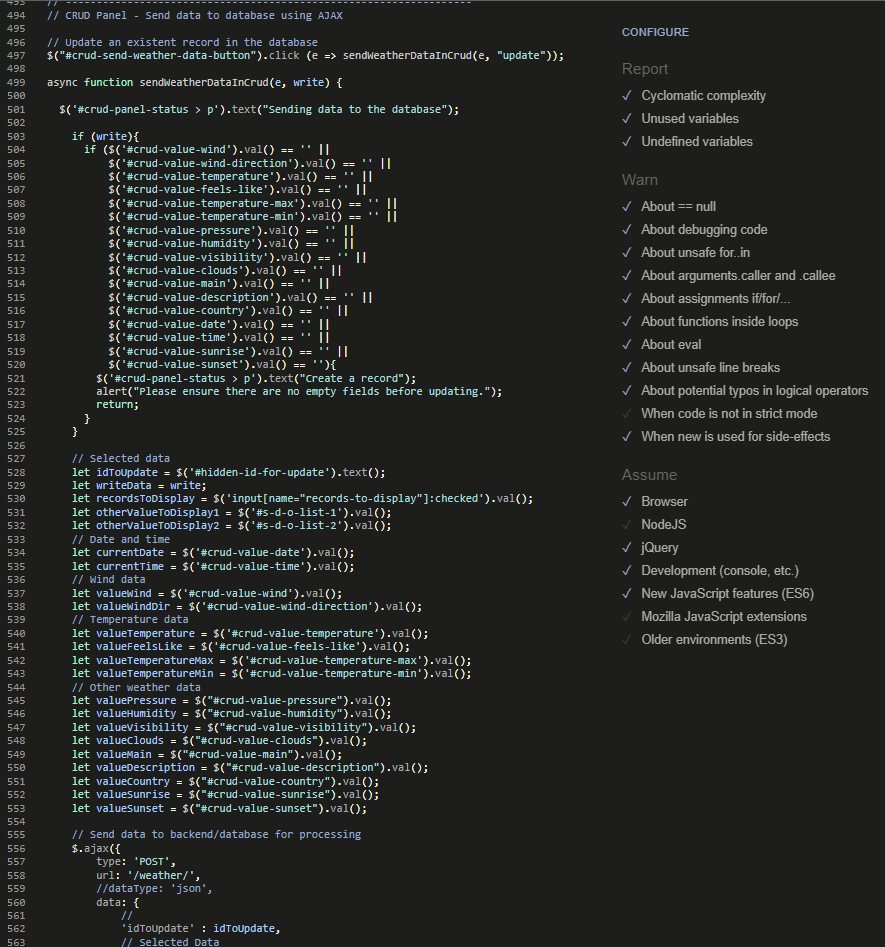 493 // ------------------------------------------------------------------
494 // CRUD Panel - Send data to database using AJAX
495
496 // Update an existent record in the database
497 $("#crud-send-weather-data-button").click (e => sendWeatherDataInCrud(e, "update"));
498
499 async function sendWeatherDataInCrud(e, write) {
500
501 $('#crud-panel-status > p').text("Sending data to the database");
502
503 if (write){
504 if ($('#crud-value-wind').val() == '' ||
505 $('#crud-value-wind-direction').val() == '' ||
506 $('#crud-value-temperature').val() == '' ||
507 $('#crud-value-feels-like').val() == '' ||
508 $('#crud-value-temperature-max').val() == '' ||
509 $('#crud-value-temperature-min').val() == '' ||
510 $('#crud-value-pressure').val() == '' ||
511 $('#crud-value-humidity').val() == '' ||
512 $('#crud-value-visibility').val() == '' ||
513 $('#crud-value-clouds').val() == '' ||
514 $('#crud-value-main').val() == '' ||
515 $('#crud-value-description').val() == '' ||
516 $('#crud-value-country').val() == '' ||
517 $('#crud-value-date').val() == '' ||
518 $('#crud-value-time').val() == '' ||
519 $('#crud-value-sunrise').val() == '' ||
520 $('#crud-value-sunset').val() == ''){
521 $('#crud-panel-status > p').text("Create a record");
522 alert("Please ensure there are no empty fields before updating.");
523 return;
524 }
525 }
526
527 // Selected data
528 let idToUpdate = $('#hidden-id-for-update').text();
529 let writeData = write;
530 let recordsToDisplay = $('input[name="records-to-display"]:checked').val();
531 let otherValueToDisplay1 = $('#s-d-o-list-1').val();
532 let otherValueToDisplay2 = $('#s-d-o-list-2').val();
533 // Date and time
534 let currentDate = $('#crud-value-date').val();
535 let currentTime = $('#crud-value-time').val();
536 // Wind data
537 let valueWind = $('#crud-value-wind').val();
538 let valueWindDir = $('#crud-value-wind-direction').val();
539 // Temperature data
540 let valueTemperature = $('#crud-value-temperature').val();
541 let valueFeelsLike = $('#crud-value-feels-like').val();
542 let valueTemperatureMax = $('#crud-value-temperature-max').val();
543 let valueTemperatureMin = $('#crud-value-temperature-min').val();
544 // Other weather data
545 let valuePressure = $("#crud-value-pressure").val();
546 let valueHumidity = $("#crud-value-humidity").val();
547 let valueVisibility = $("#crud-value-visibility").val();
548 let valueClouds = $("#crud-value-clouds").val();
549 let valueMain = $("#crud-value-main").val();
550 let valueDescription = $("#crud-value-description").val();
551 let valueCountry = $("#crud-value-country").val();
552 let valueSunrise = $("#crud-value-sunrise").val();
553 let valueSunset = $("#crud-value-sunset").val();
554
555 // Send data to backend/database for processing
556 $.ajax({
557 type: 'POST',
558 url: '/weather/',
559 //dataType: 'json',
560 data: {
561 //
562 'idToUpdate' : idToUpdate,
563 // Selected Data
CONFIGURE
Report
✓ Cyclomatic complexity
✓ Unused variables
✓ Undefined variables
Warn
✓ About == null
✓ About debugging code
✓ About unsafe for..in
✓ About arguments.caller and .callee
✓ About assignments if/for/...
✓ About functions inside loops
✓ About eval
✓ About unsafe line breaks
✓ About potential typos in logical operators
✓ When code is not in strict mode
✓ When new is used for side-effects
Assume
✓ Browser
✓ NodeJS
✓ jQuery
✓ Development (console, etc.)
✓ New JavaScript features (ES6)
✓ Mozilla JavaScript extensions
✓ Older environments (ES3)